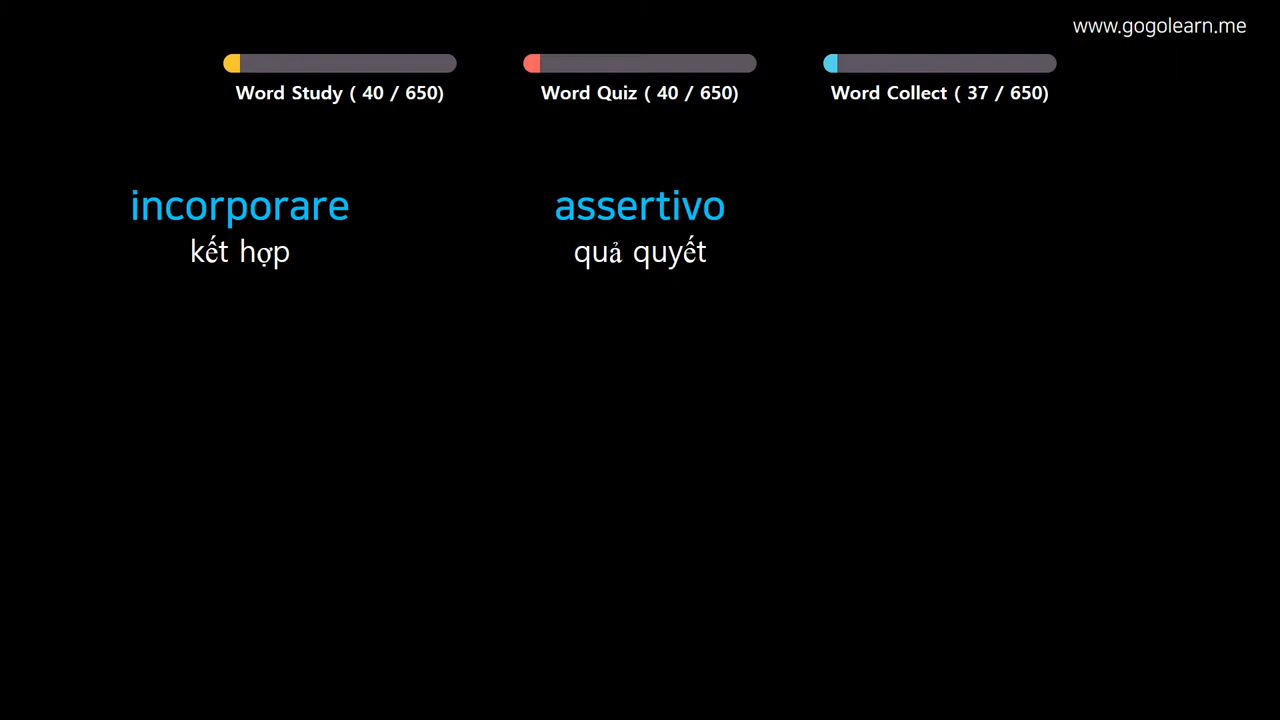 www.gogolearn.me
Word Study ( 40 / 650)
Word Quiz ( 40 / 650)
Word Collect ( 37 / 650)
incorporare
kết hợp
assertivo
quả quyết